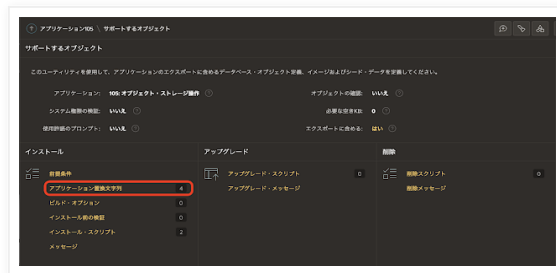 アプリケーション105 \ サポートするオブジェクト
サポートするオブジェクト
このユーティリティを使用して、アプリケーションのエクスポートに含めるデータベース・オブジェクト定義、イメージおよびシード・データを定義してください。
アプリケーション: 105: オブジェクト・ストレージ操作
オブジェクトの確認: いいえ
システム権限の検証: いいえ
必要な空きKB: 0
使用許諾のプロンプト: いいえ
エクスポートに含める: はい
インストール
アップグレード
削除
前提条件
アプリケーション置換文字列 4
ビルド・オプション 0
インストール前の検証 0
インストール・スクリプト 2
メッセージ
アップグレード・スクリプト 0
アップグレード・メッセージ
削除スクリプト 0
削除メッセージ